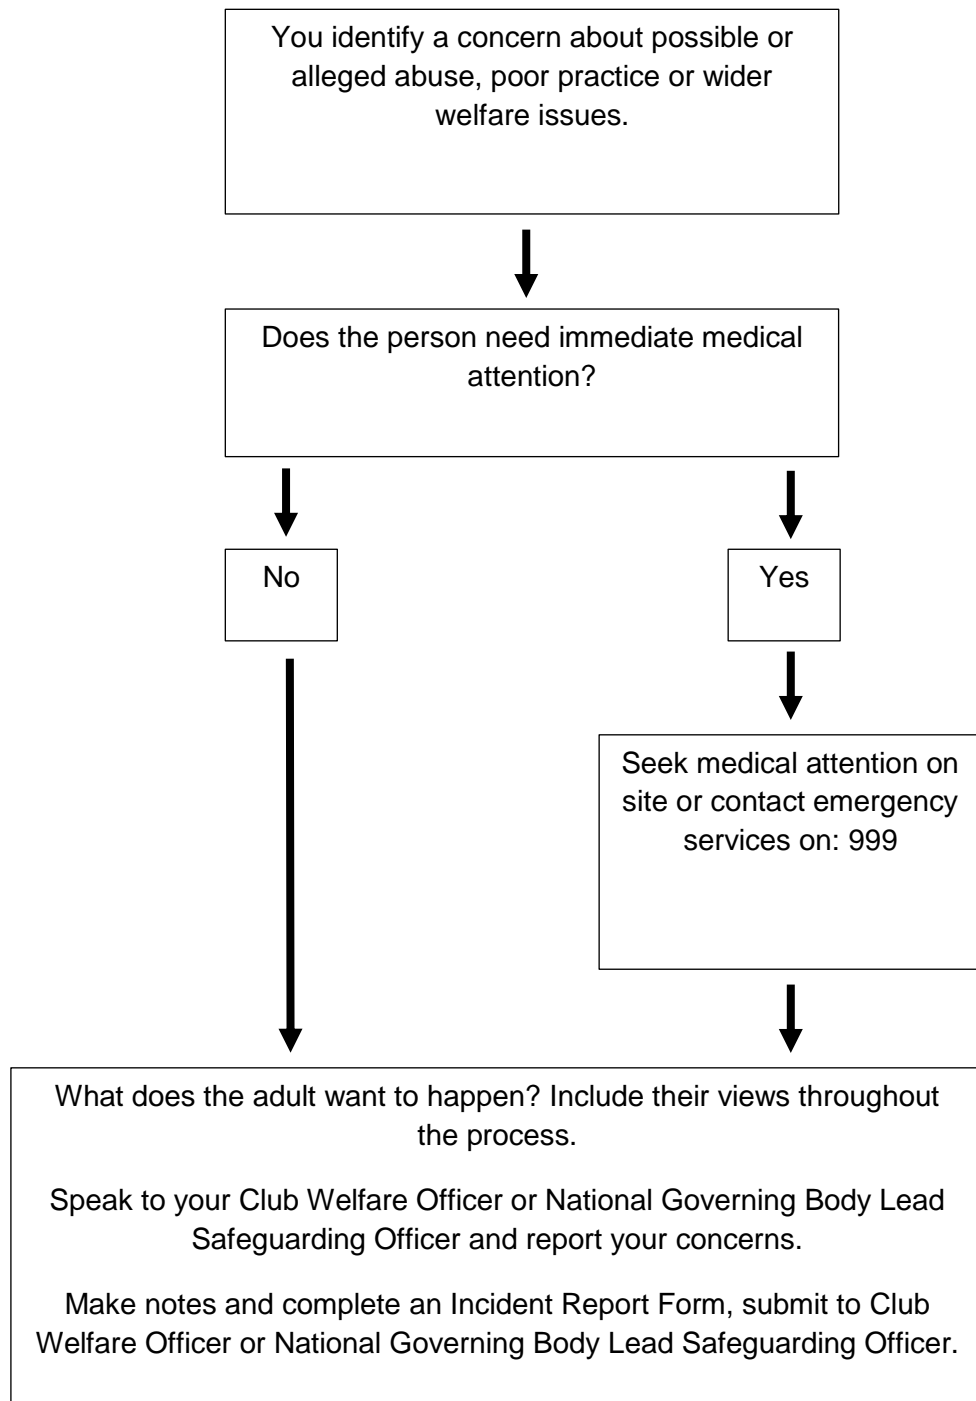 You identify a concern about possible or
alleged abuse, poor practice or wider
welfare issues.
Does the person need immediate medical
attention?
No
Yes
Seek medical attention on
site or contact emergency
services on: 999
What does the adult want to happen? Include their views throughout
the process.
Speak to your Club Welfare Officer or National Governing Body Lead
Safeguarding Officer and report your concerns.
Make notes and complete an Incident Report Form, submit to Club
Welfare Officer or National Governing Body Lead Safeguarding Officer.